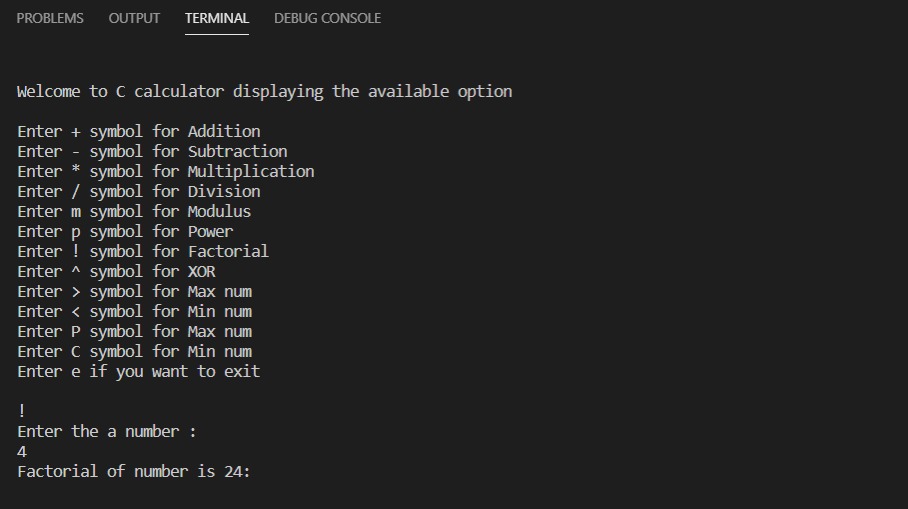 PROBLEMS OUTPUT TERMINAL DEBUG CONSOLE
Welcome to C calculator displaying the available option
Enter + symbol for Addition
Enter - symbol for Subtraction
Enter * symbol for Multiplication
Enter / symbol for Division
Enter m symbol for Modulus
Enter p symbol for Power
Enter ! symbol for Factorial
Enter ^ symbol for XOR
Enter > symbol for Max num
Enter < symbol for Min num
Enter P symbol for Max num
Enter C symbol for Min num
Enter e if you want to exit
!
Enter the a number :
4
Factorial of number is 24: